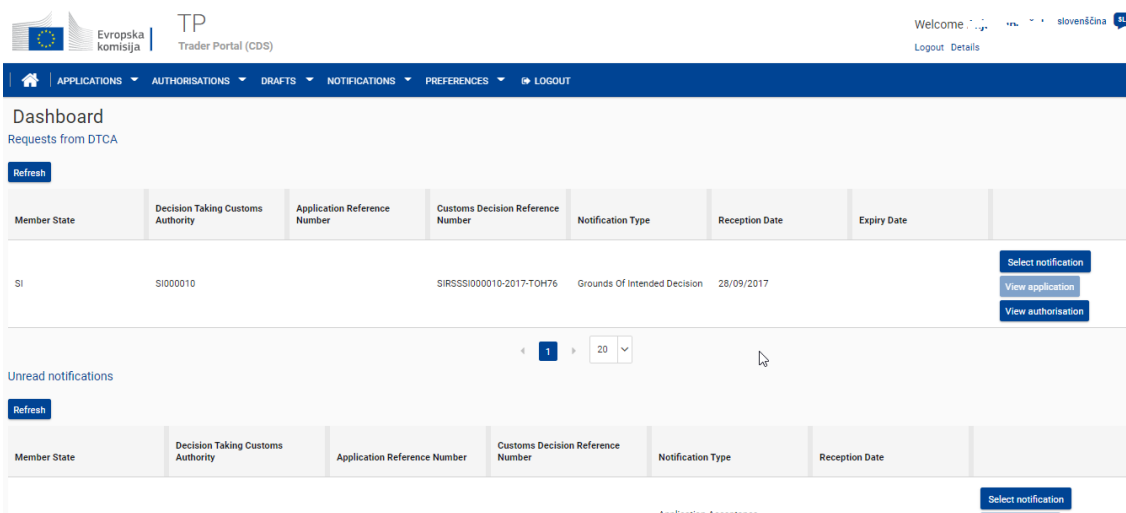 Evropska
komisija
TP
Trader Portal (CDS)
Welcome
slovenščina
SL
Logout Details
APPLICATIONS AUTHORISATIONS DRAFTS NOTIFICATIONS PREFERENCES LOGOUT
Dashboard
Requests from DTCA
Refresh
Member State
Decision Taking Customs
Authority
Application Reference
Number
Customs Decision Reference
Number
Notification Type
Reception Date
Expiry Date
SI
SI000010
SIRSSSI000010-2017-TOH76
Grounds Of Intended Decision
28/09/2017
Select notification
View application
View authorisation
1
20
Unread notifications
Refresh
Member State
Decision Taking Customs
Authority
Application Reference Number
Customs Decision Reference
Number
Notification Type
Reception Date
Select notification